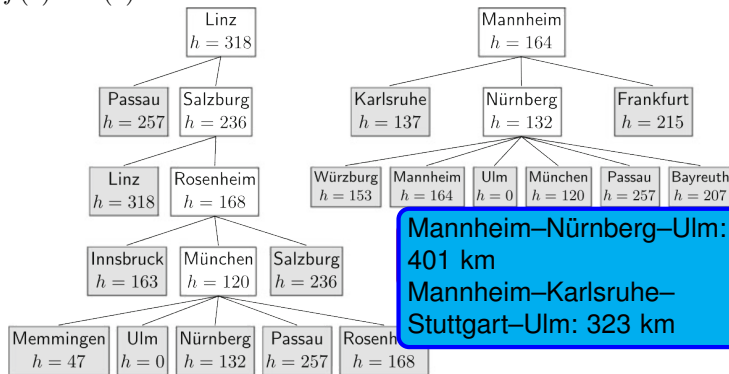 Linz
h = 318
Mannheim
h = 164
Passau
h = 257
Salzburg
h = 236
Karlsruhe
h = 137
Nürnberg
h = 132
Frankfurt
h = 215
Linz
h = 318
Rosenheim
h = 168
Würzburg
h = 153
Mannheim
h = 164
Ulm
h = 0
München
h = 120
Passau
h = 257
Bayreuth
h = 207
Innsbruck
h = 163
München
h = 120
Salzburg
h = 236
Mannheim–Nürnberg–Ulm:
401 km
Mannheim–Karlsruhe–
Stuttgart–Ulm: 323 km
Memmingen
h = 47
Ulm
h = 0
Nürnberg
h = 132
Passau
h = 257
h = 168